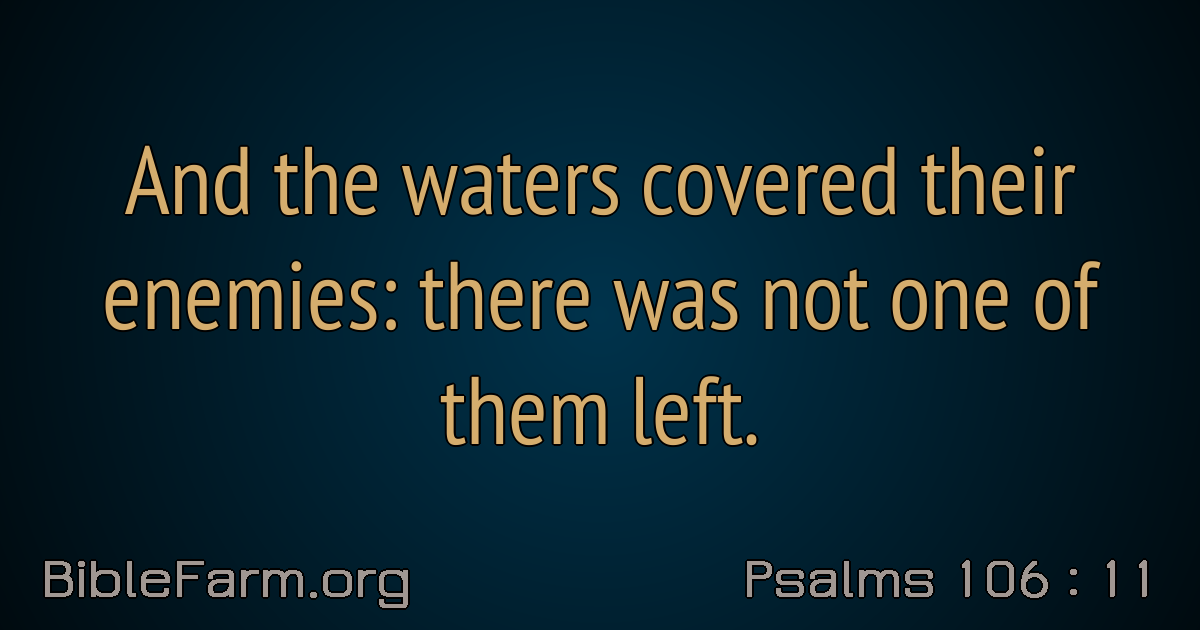 And the waters covered their
enemies: there was not one of
them left.
BibleFarm.org
Psalms 106 : 11